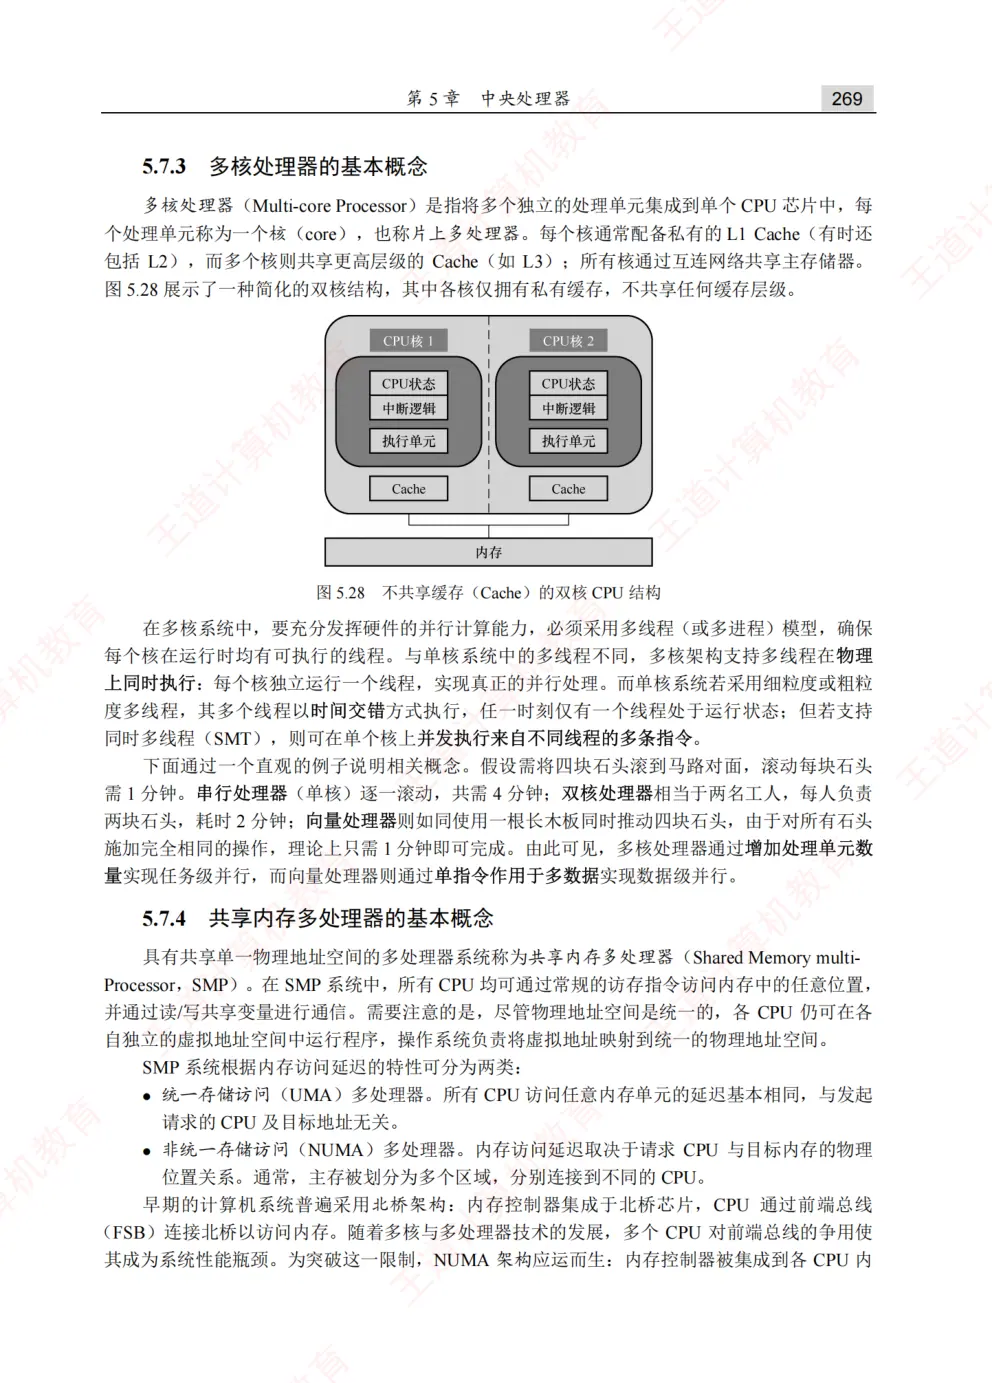 第 5 章 中央处理器 269
5.7.3 多核处理器的基本概念
多核处理器（Multi-core Processor）是指将多个独立的处理单元集成到单个 CPU 芯片中，每
个处理单元称为一个核（core），也称片上多处理器。每个核通常配备私有的 L1 Cache（有时还
包括 L2），而多个核则共享更高层级的 Cache（如 L3）；所有核通过互连网络共享主存储器。
图 5.28 展示了一种简化的双核结构，其中各核仅拥有私有缓存，不共享任何缓存层级。
CPU核 1 CPU核 2
CPU状态 CPU状态
中断逻辑 中断逻辑
执行单元 执行单元
Cache Cache
内存
图 5.28 不共享缓存（Cache）的双核 CPU 结构
在多核系统中，要充分发挥硬件的并行计算能力，必须采用多线程（或多进程）模型，确保
每个核在运行时均有可执行的线程。与单核系统中的多线程不同，多核架构支持多线程在物理
上同时执行：每个核独立运行一个线程，实现真正的并行处理。而单核系统若采用细粒度或粗粒
度多线程，其多个线程以时间交错方式执行，任一时刻仅有一个线程处于运行状态；但若支持
同时多线程（SMT），则可在单个核上并发执行来自不同线程的多条指令。
下面通过一个直观的例子说明相关概念。假设需将四块石头滚到马路对面，滚动每块石头
需 1 分钟。串行处理器（单核）逐一滚动，共需 4 分钟；双核处理器相当于两名工人，每人负责
两块石头，耗时 2 分钟；向量处理器则如同使用一根长木板同时推动四块石头，由于对所有石头
施加完全相同的操作，理论上只需 1 分钟即可完成。由此可见，多核处理器通过增加处理单元数
量实现任务级并行，而向量处理器则通过单指令作用于多数据实现数据级并行。
5.7.4 共享内存多处理器的基本概念
具有共享单一物理地址空间的多处理器系统称为共享内存多处理器（Shared Memory multi-
Processor，SMP）。在 SMP 系统中，所有 CPU 均可通过常规的访存指令访问内存中的任意位置，
并通过读/写共享变量进行通信。需要注意的是，尽管物理地址空间是统一的，各 CPU 仍可在各
自独立的虚拟地址空间中运行程序，操作系统负责将虚拟地址映射到统一的物理地址空间。
SMP 系统根据内存访问延迟的特性可分为两类：
● 统一存储访问（UMA）多处理器。所有 CPU 访问任意内存单元的延迟基本相同，与发起
请求的 CPU 及目标地址无关。
● 非统一存储访问（NUMA）多处理器。内存访问延迟取决于请求 CPU 与目标内存的物理
位置关系。通常，主存被划分为多个区域，分别连接到不同的 CPU。
早期的计算机系统普遍采用北桥架构：内存控制器集成于北桥芯片，CPU 通过前端总线
（FSB）连接北桥以访问内存。随着多核与多处理器技术的发展，多个 CPU 对前端总线的争用使
其成为系统性能瓶颈。为突破这一限制，NUMA 架构应运而生：内存控制器被集成到各 CPU 内
王道计算机教育